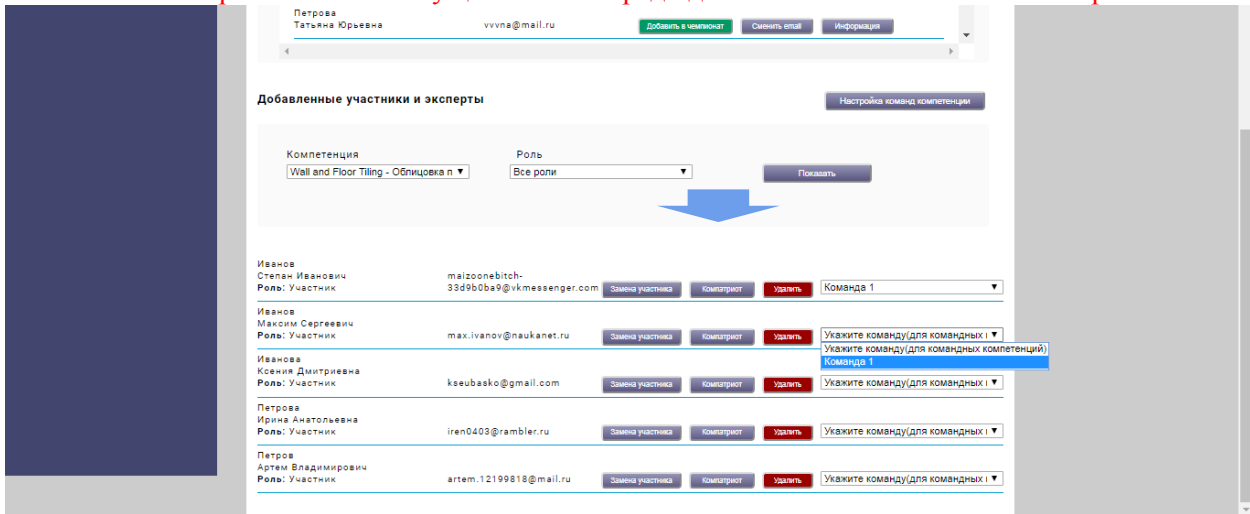 Петрова
Татьяна Юрьевна vvvna@mail.ru Добавить в чемпионат Сменить email Информация
Добавленные участники и эксперты Настройка команд компетенции
Компетенция Роль
Wall and Floor Tiling - Облицовка п Все роли Показать
Иванов
Степан Иванович maizoonebitch-
Роль: Участник 33d9b0ba9@vkmessenger.com Замена участника Компатриот Удалить Команда 1
Иванов
Максим Сергеевич
Роль: Участник max.ivanov@naukanet.ru Замена участника Компатриот Удалить Укажите команду(для командных
Укажите команду(для командных компетенций)
Команда 1
Иванова
Ксения Дмитриевна
Роль: Участник kseubasko@gmail.com Замена участника Компатриот Удалить Укажите команду(для командных
Петрова
Ирина Анатольевна
Роль: Участник iren0403@rambler.ru Замена участника Компатриот Удалить Укажите команду(для командных
Петров
Артем Владимирович
Роль: Участник artem.12199818@mail.ru Замена участника Компатриот Удалить Укажите команду(для командных